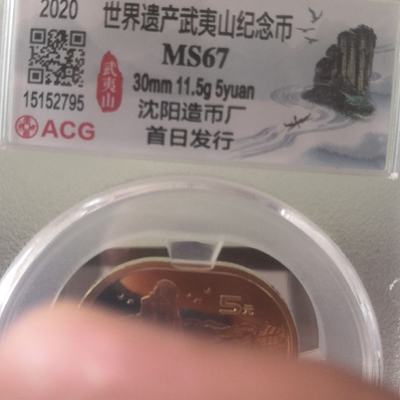 2020
世界遗产武夷山纪念币
MS67
30mm 11.5g 5yuan
沈阳造币厂
首日发行
武夷山
15152795
ACG
5元